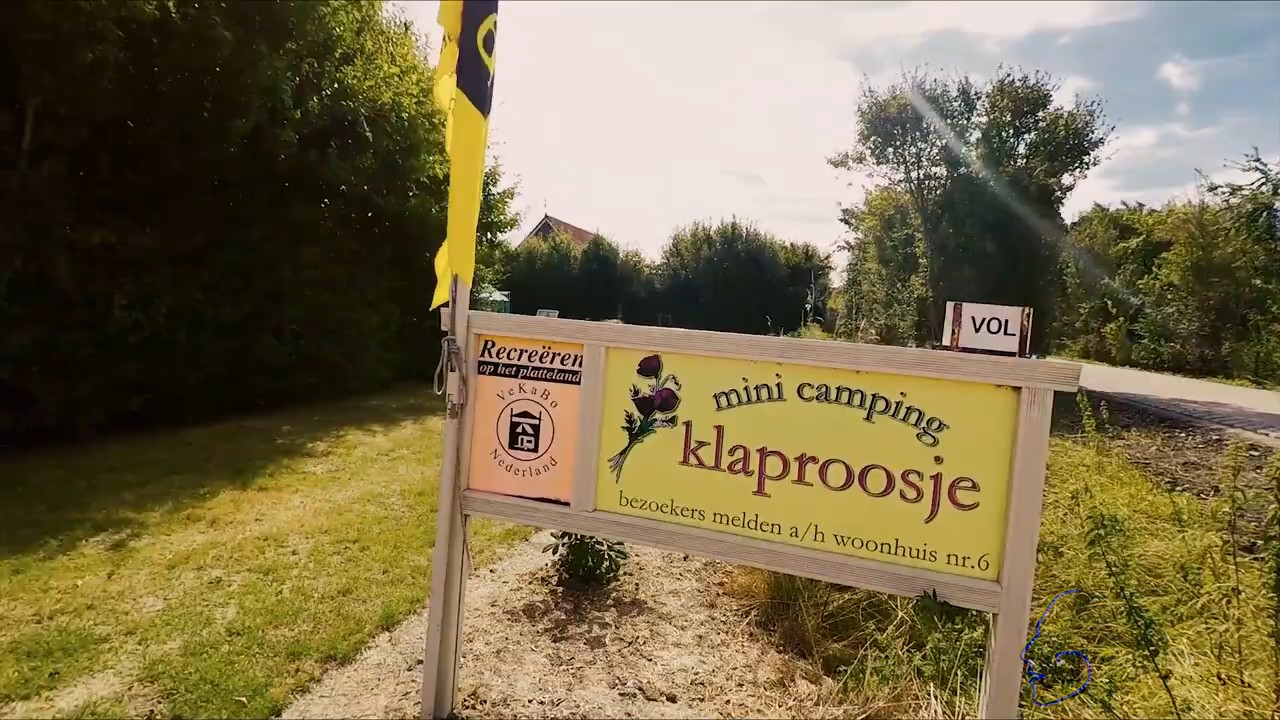 VOL
Recreëren
op het platteland
VeKaBo
Nederland
mini camping
klaproosje
bezoekers melden a/h woonhuis nr.6